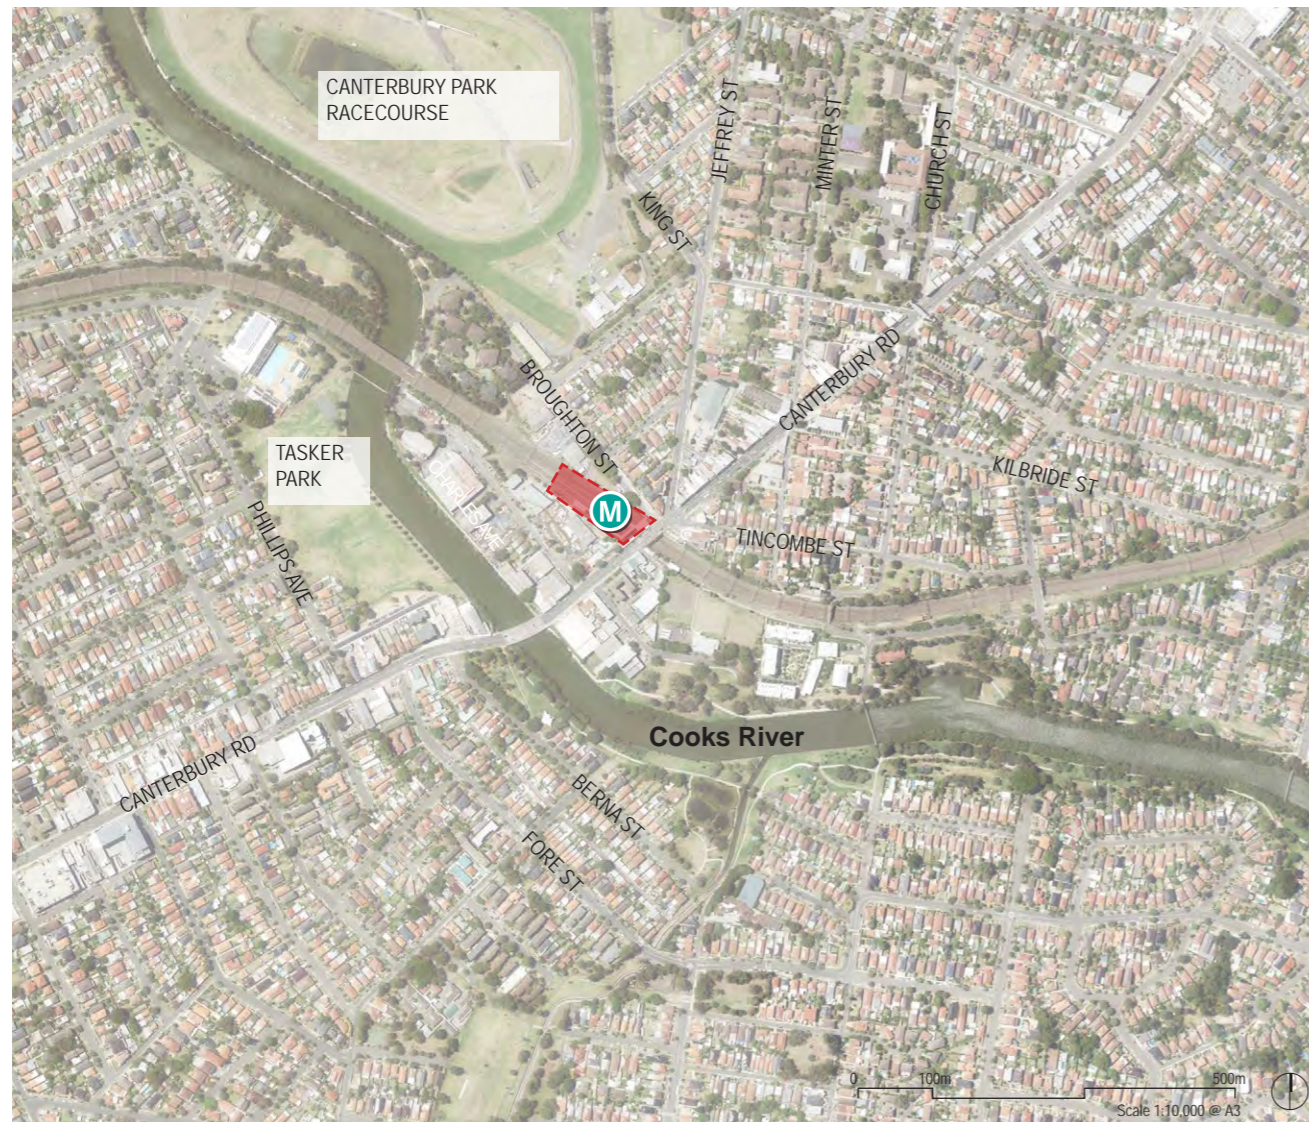 CANTERBURY PARK
RACECOURSE
JEFFREY ST
MINTER ST
CHURCH ST
KING ST
CANTERBURY RD
BROUGHTON ST
TASKER
PARK
CHARLES AVE
M
KILBRIDE ST
PHILLIPS AVE
TINCOMBE ST
Cooks River
CANTERBURY RD
BERNA ST
FORE ST
0 100m 500m
Scale 1:10,000 @ A3